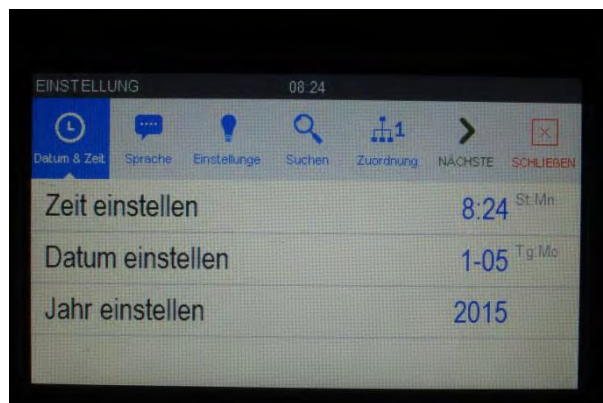 EINSTELLUNG 08:24
Datum & Zeit Sprache Einstellunge Suchen 1 Zuordnung NÄCHSTE SCHLIEßEN
Zeit einstellen 8:24 St:Mn
Datum einstellen 1-05 Tg:Mo
Jahr einstellen 2015